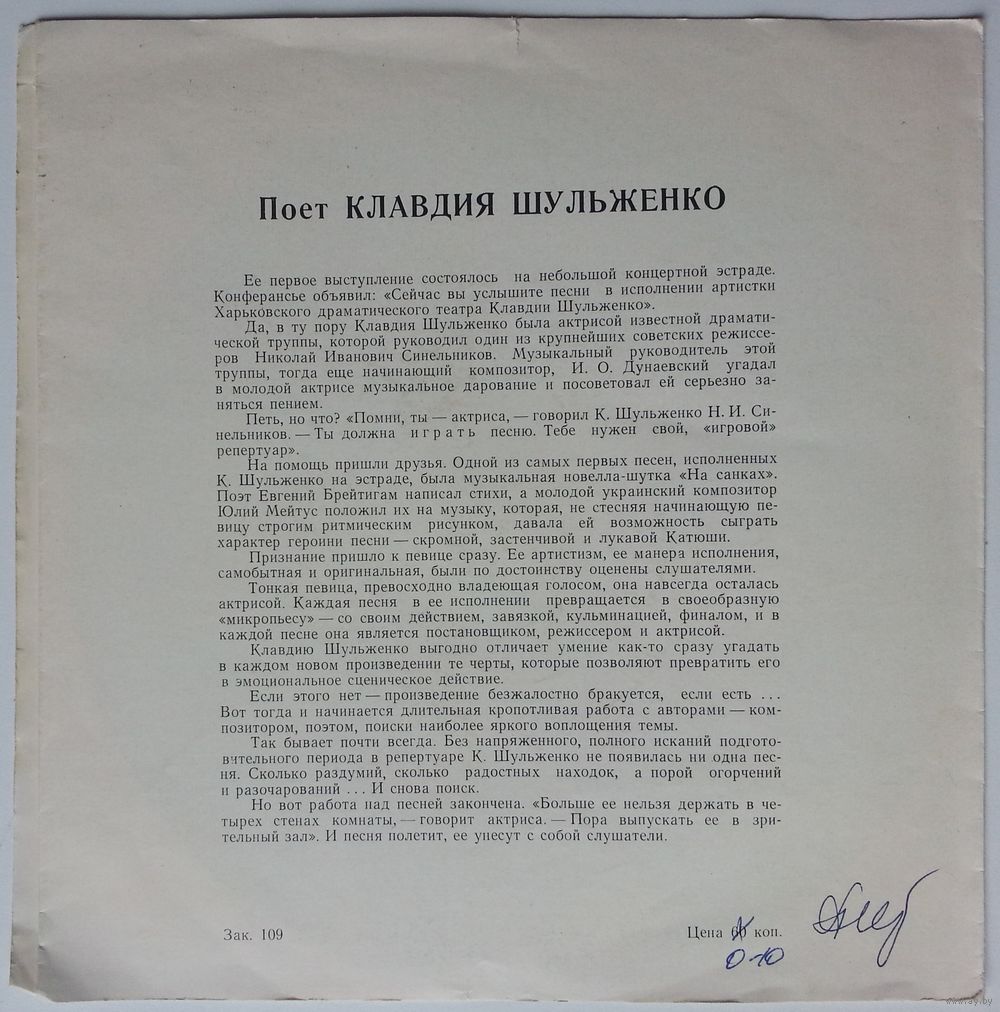 Поет КЛАВДИЯ ШУЛЬЖЕНКО
Ее первое выступление состоялось на небольшой концертной эстраде.
Конферансье объявил: «Сейчас вы услышите песни в исполнении артистки
Харьковского драматического театра Клавдии Шульженко».
Да, в ту пору Клавдия Шульженко была актрисой известной драмати-
ческой труппы, которой руководил один из крупнейших советских режиссе-
ров Николай Иванович Синельников. Музыкальный руководитель этой
труппы, тогда еще начинающий композитор, И. О. Дунаевский угадал
в молодой актрисе музыкальное дарование и посоветовал ей серьезно за-
няться пением.
Петь, но что? «Помни, ты — актриса, — говорил К. Шульженко Н. И. Си-
нельников. — Ты должна играть песню. Тебе нужен свой, «игровой»
репертуар».
На помощь пришли друзья. Одной из самых первых песен, исполненных
К. Шульженко на эстраде, была музыкальная новелла-шутка «На санках».
Поэт Евгений Брейтигам написал стихи, а молодой украинский композитор
Юлий Мейтус положил их на музыку, которая, не стесняя начинающую пе-
вицу строгим ритмическим рисунком, давала ей возможность сыграть
характер героини песни — скромной, застенчивой и лукавой Катюши.
Признание пришло к певице сразу. Ее артистизм, ее манера исполнения,
самобытная и оригинальная, были по достоинству оценены слушателями.
Тонкая певица, превосходно владеющая голосом, она навсегда осталась
актрисой. Каждая песня в ее исполнении превращается в своеобразную
«микропьесу» — со своим действием, завязкой, кульминацией, финалом, и в
каждой песне она является постановщиком, режиссером и актрисой.
Клавдию Шульженко выгодно отличает умение как-то сразу угадать
в каждом новом произведении те черты, которые позволяют превратить его
в эмоциональное сценическое действие.
Если этого нет — произведение безжалостно бракуется, если есть ...
Вот тогда и начинается длительная кропотливая работа с авторами — ком-
позитором, поэтом, поиски наиболее яркого воплощения темы.
Так бывает почти всегда. Без напряженного, полного исканий подгото-
вительного периода в репертуаре К. Шульженко не появилась ни одна пес-
ня. Сколько раздумий, сколько радостных находок, а порой огорчений
и разочарований ... И снова поиск.
Но вот работа над песней закончена. «Больше ее нельзя держать в че-
тырех стенах комнаты, — говорит актриса. — Пора выпускать ее в зри-
тельный зал». И песня полетит, ее унесут с собой слушатели.
Зак. 109
Цена коп.
0-10
www.ay.by